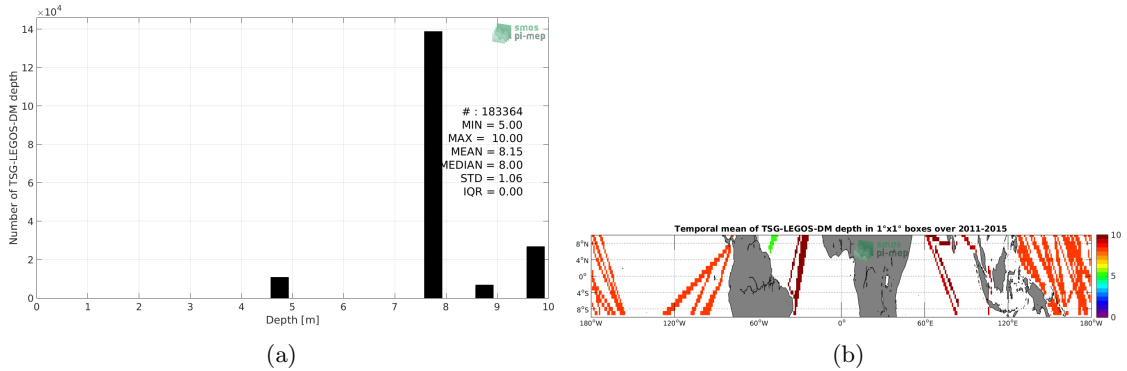 ×10⁴
14
12
10
8
6
4
2
0
Number of TSG-LEGOS-DM depth
smos
pi-mep
# : 183364
MIN = 5.00
MAX = 10.00
MEAN = 8.15
MEDIAN = 8.00
STD = 1.06
IQR = 0.00
0 1 2 3 4 5 6 7 8 9 10
Depth [m]
(a)
Temporal mean of TSG-LEGOS-DM depth in 1°x1° boxes over 2011-2015
smos
pi-mep
8°N
4°N
0°
4°S
8°S
180°W 120°W 60°W 0° 60°E 120°E 180°W
10
5
0
(b)